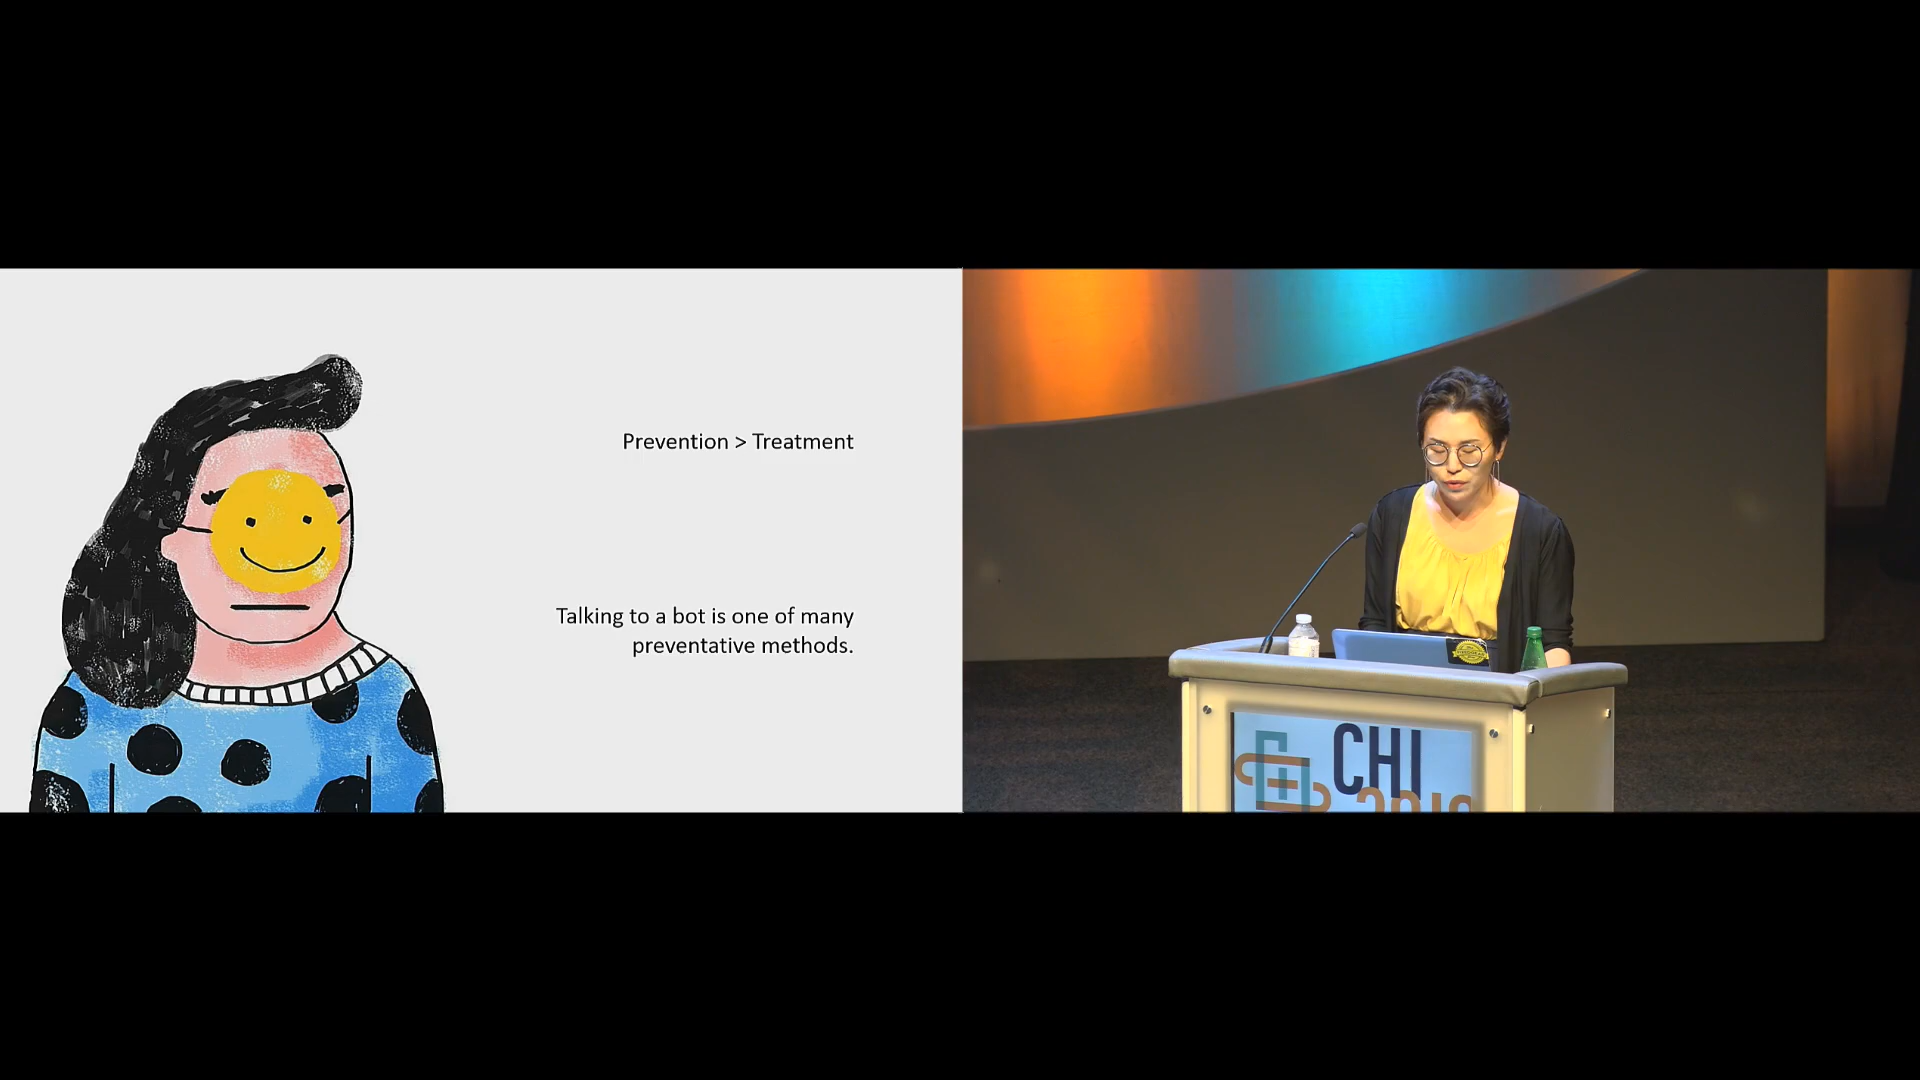 Prevention > Treatment
Talking to a bot is one of many
preventative methods.
CHI